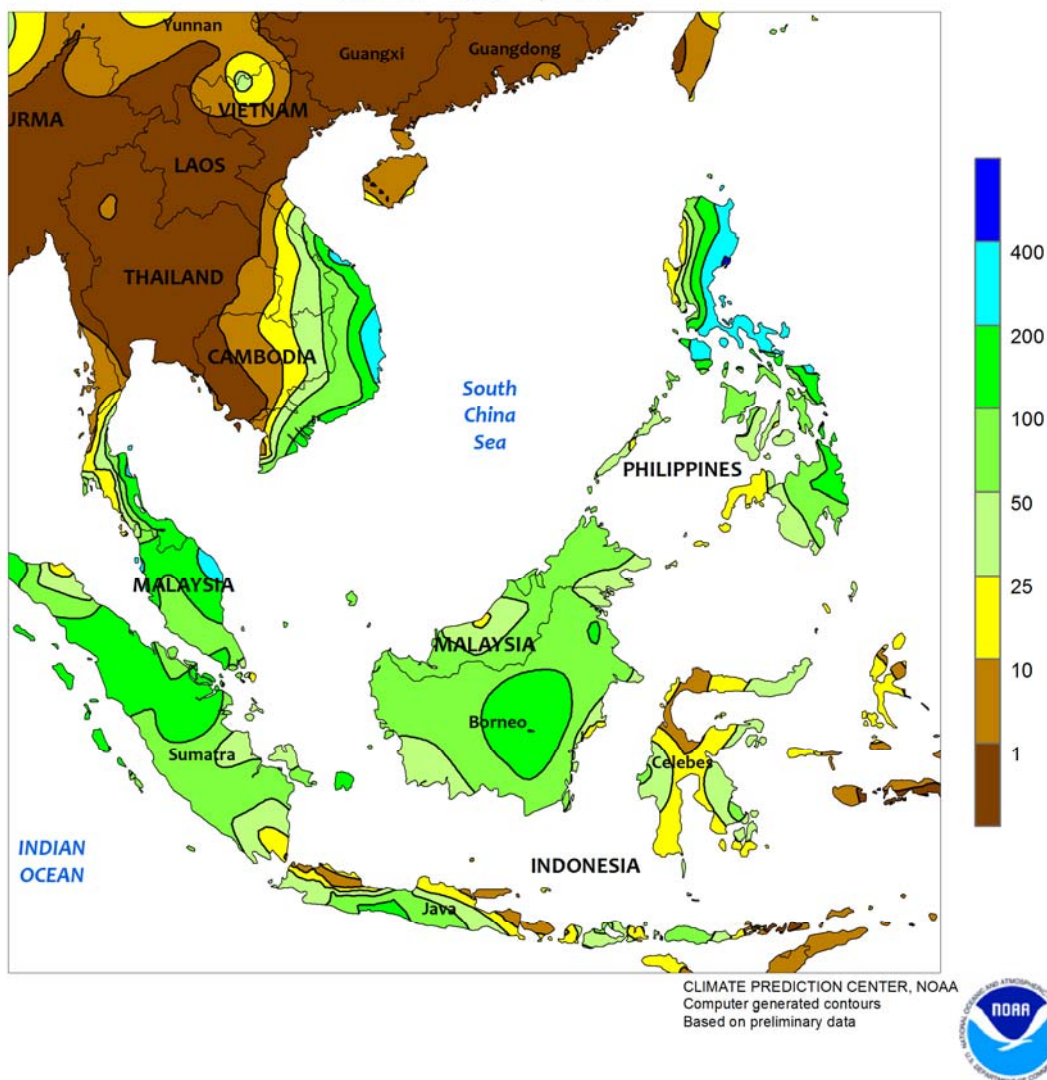 Yunnan
Guangxi
Guangdong
URMA
VIETNAM
LAOS
THAILAND
CAMBODIA
South
China
Sea
PHILIPPINES
MALAYSIA
MALAYSIA
Borneo
Sumatra
Celebes
INDIAN
OCEAN
INDONESIA
Java
400
200
100
50
25
10
1
CLIMATE PREDICTION CENTER, NOAA
Computer generated contours
Based on preliminary data
NOAA